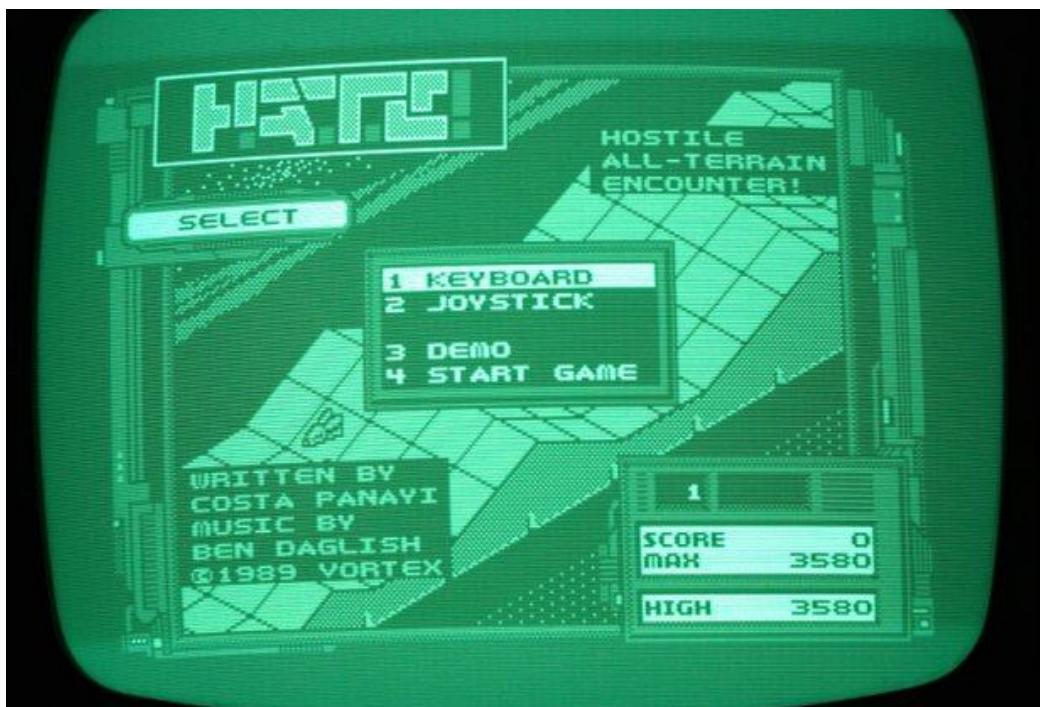 HATE!
HOSTILE
ALL-TERRAIN
ENCOUNTER!
SELECT
1 KEYBOARD
2 JOYSTICK
3 DEMO
4 START GAME
WRITTEN BY
COSTA PANAYI
MUSIC BY
BEN DAGLISH
©1989 VORTEX
1
SCORE 0
MAX 3580
HIGH 3580